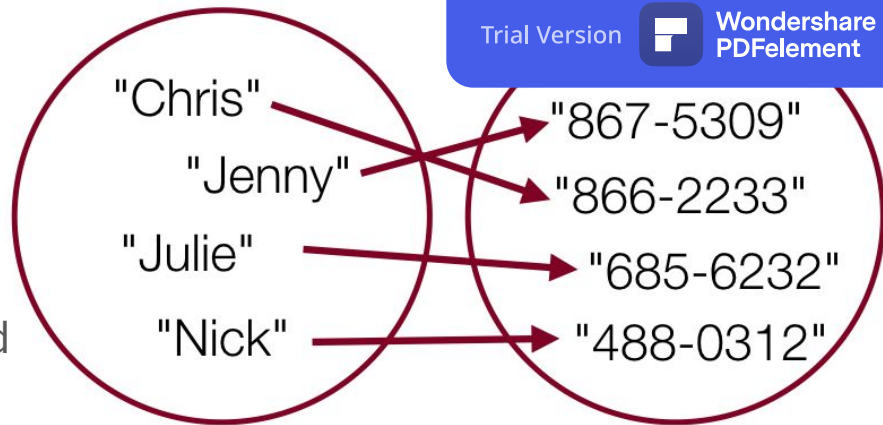 Trial Version
Wondershare
PDFelement
"Chris"
"Jenny"
"Julie"
"Nick"
"867-5309"
"866-2233"
"685-6232"
"488-0312"
d